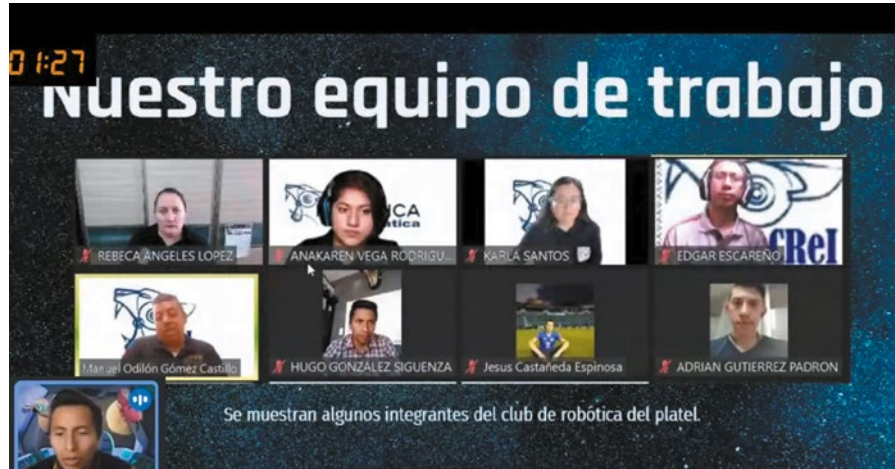 01:27
Nuestro equipo de trabajo
REBECA ANGELES LOPEZ
ANAKAREN VEGA RODRIGU...
KARLA SANTOS
EDGAR ESCAREÑO
CReI
Manuel Odilón Gómez Castillo
HUGO GONZALEZ SIGUENZA
Jesus Castañeda Espinosa
ADRIAN GUTIERREZ PADRON
Se muestran algunos integrantes del club de robótica del platel.